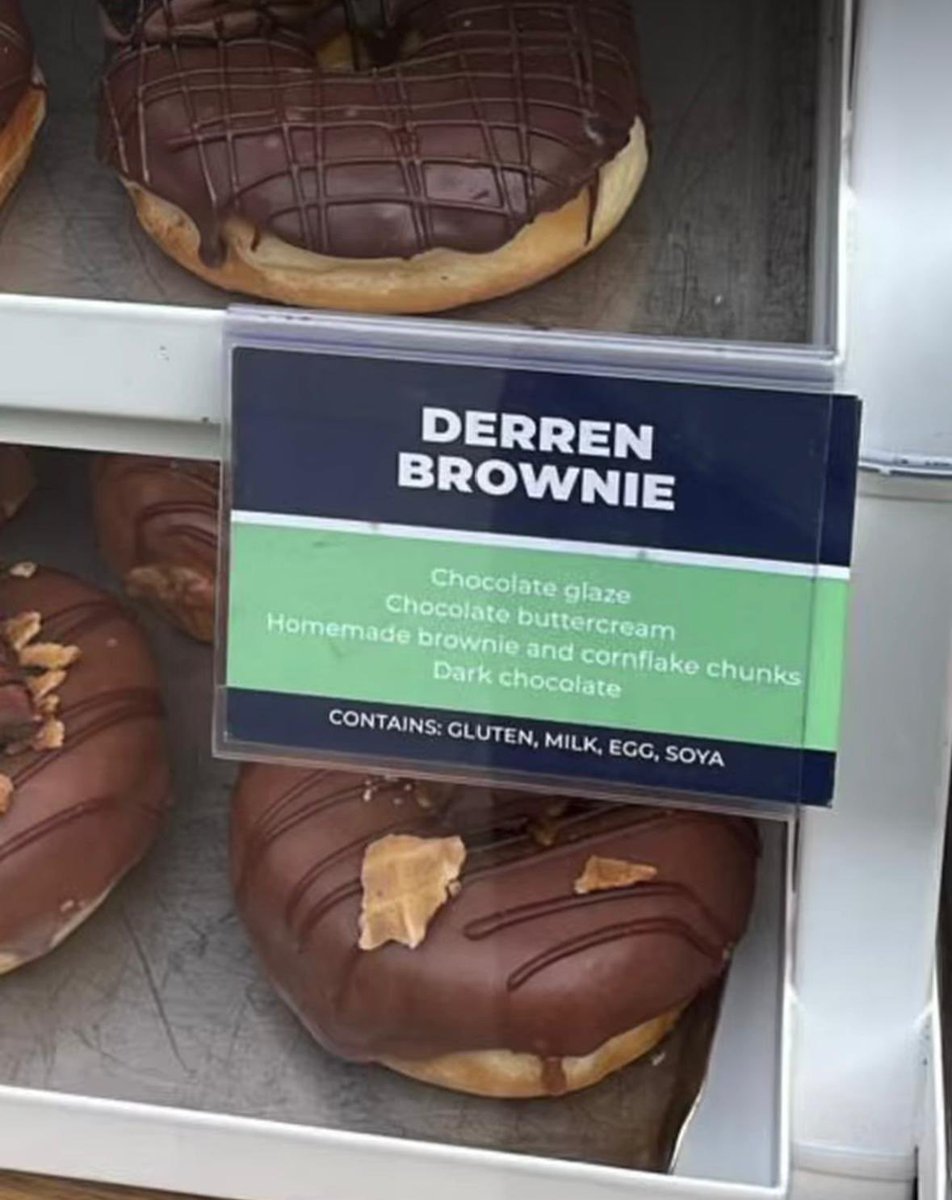 DERREN
BROWNIE
Chocolate glaze
Chocolate buttercream
Homemade brownie and cornflake chunks
Dark chocolate
CONTAINS: GLUTEN, MILK, EGG, SOYA